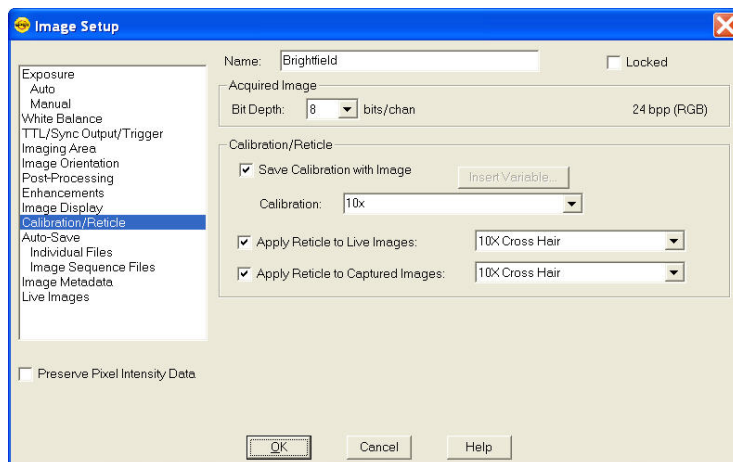 Image Setup
Name: Brightfield
Locked
Exposure
Auto
Manual
White Balance
TTL/Sync Output/Trigger
Imaging Area
Image Orientation
Post-Processing
Enhancements
Image Display
Calibration/Reticle
Auto-Save
Individual Files
Image Sequence Files
Image Metadata
Live Images
Preserve Pixel Intensity Data
Acquired Image
Bit Depth: 8 bits/chan 24 bpp (RGB)
Calibration/Reticle
Save Calibration with Image Insert Variable...
Calibration: 10x
Apply Reticle to Live Images: 10X Cross Hair
Apply Reticle to Captured Images: 10X Cross Hair
OK Cancel Help